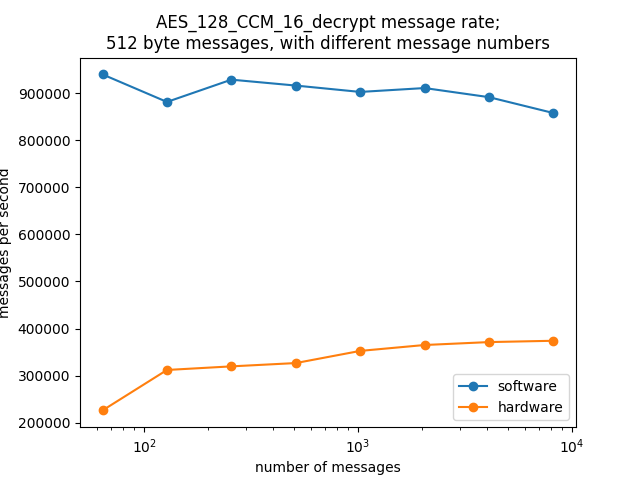 AES_128_CCM_16_decrypt message rate;
512 byte messages, with different message numbers
messages per second
900000
800000
700000
600000
500000
400000
300000
200000
software
hardware
10²
10³
10⁴
number of messages